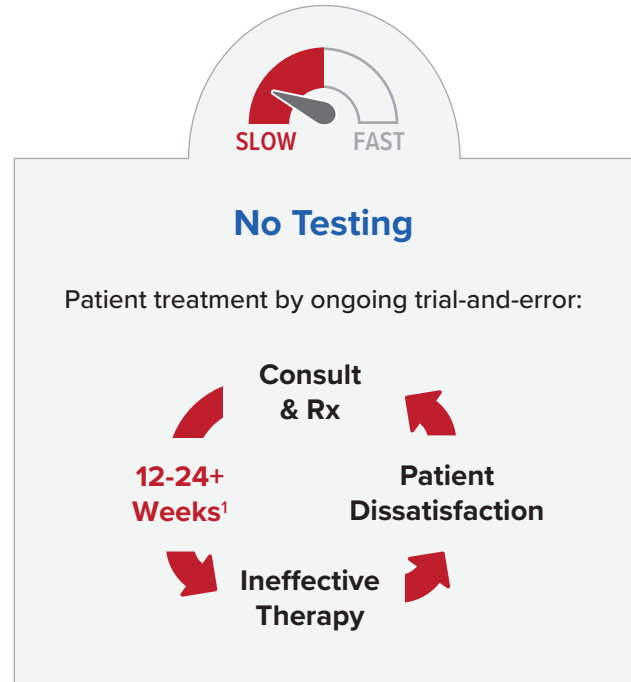 SLOW FAST
No Testing
Patient treatment by ongoing trial-and-error:
Consult
& Rx
12-24+
Weeks¹
Patient
Dissatisfaction
Ineffective
Therapy